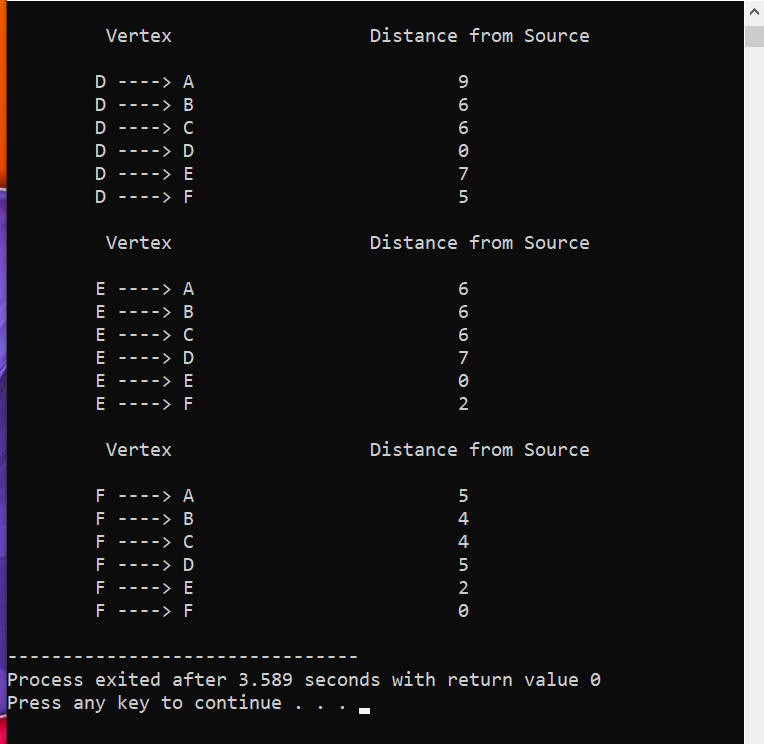 Vertex Distance from Source
D ----> A 9
D ----> B 6
D ----> C 6
D ----> D 0
D ----> E 7
D ----> F 5
Vertex Distance from Source
E ----> A 6
E ----> B 6
E ----> C 6
E ----> D 7
E ----> E 0
E ----> F 2
Vertex Distance from Source
F ----> A 5
F ----> B 4
F ----> C 4
F ----> D 5
F ----> E 2
F ----> F 0
--------------------------------
Process exited after 3.589 seconds with return value 0
Press any key to continue . . .